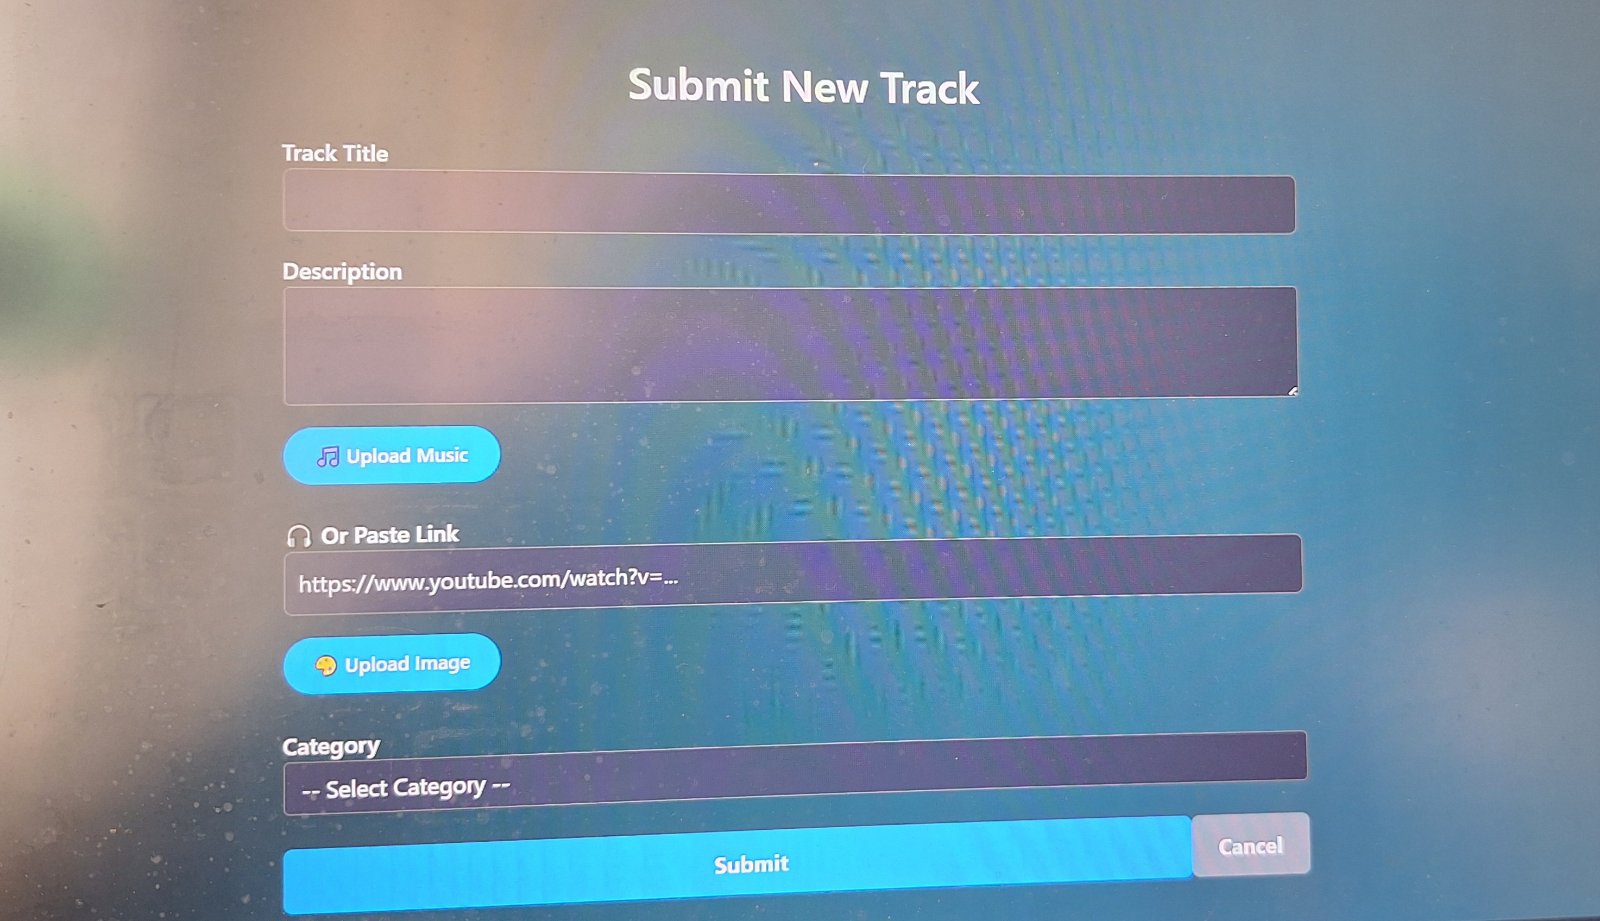 Submit New Track
Track Title
Description
🎵 Upload Music
🎧 Or Paste Link
https://www.youtube.com/watch?v=...
🎨 Upload Image
Category
-- Select Category --
Submit
Cancel